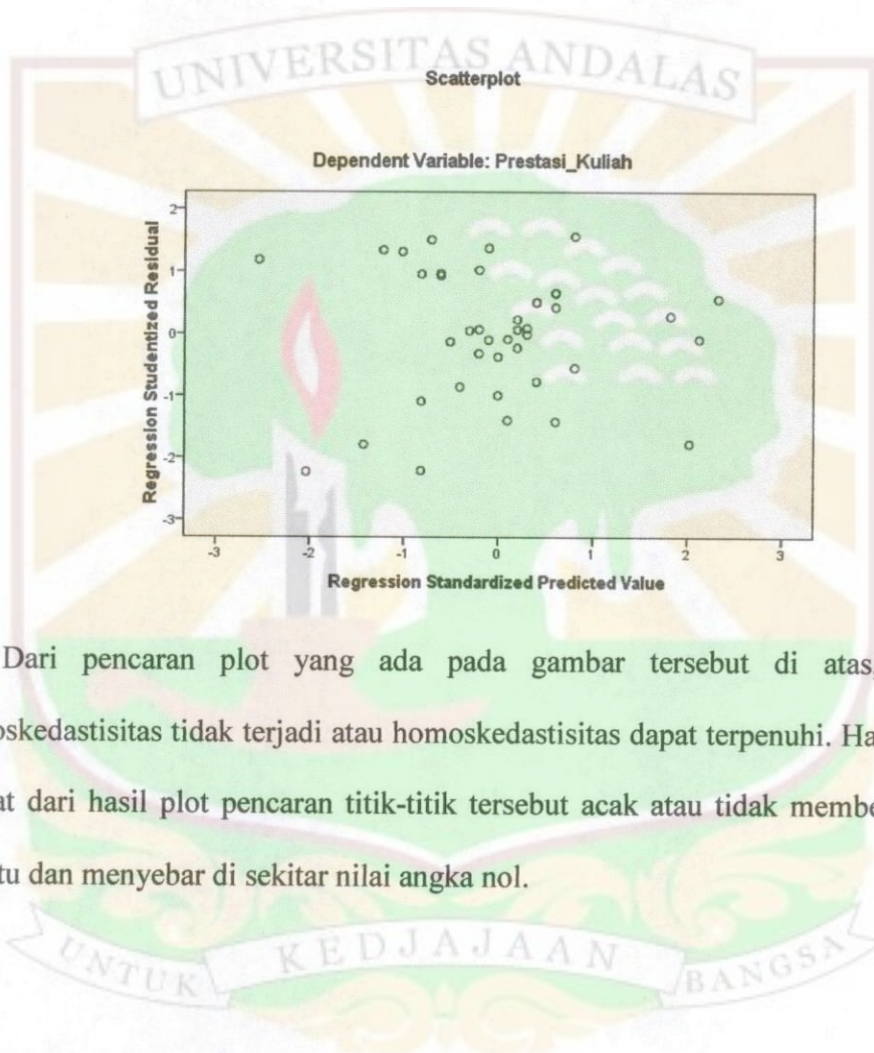 UNIVERSITAS ANDALAS
Scatterplot
Dependent Variable: Prestasi_Kuliah
Regression Studentized Residual
2
1
0
-1
-2
-3
-3 -2 -1 0 1 2 3
Regression Standardized Predicted Value
Dari pencaran plot yang ada pada gambar tersebut di atas,
oskedastisitas tidak terjadi atau homoskedastisitas dapat terpenuhi. Ha
at dari hasil plot pencaran titik-titik tersebut acak atau tidak membe
tu dan menyebar di sekitar nilai angka nol.
UNTUK KEDJAJAAN BANGSA